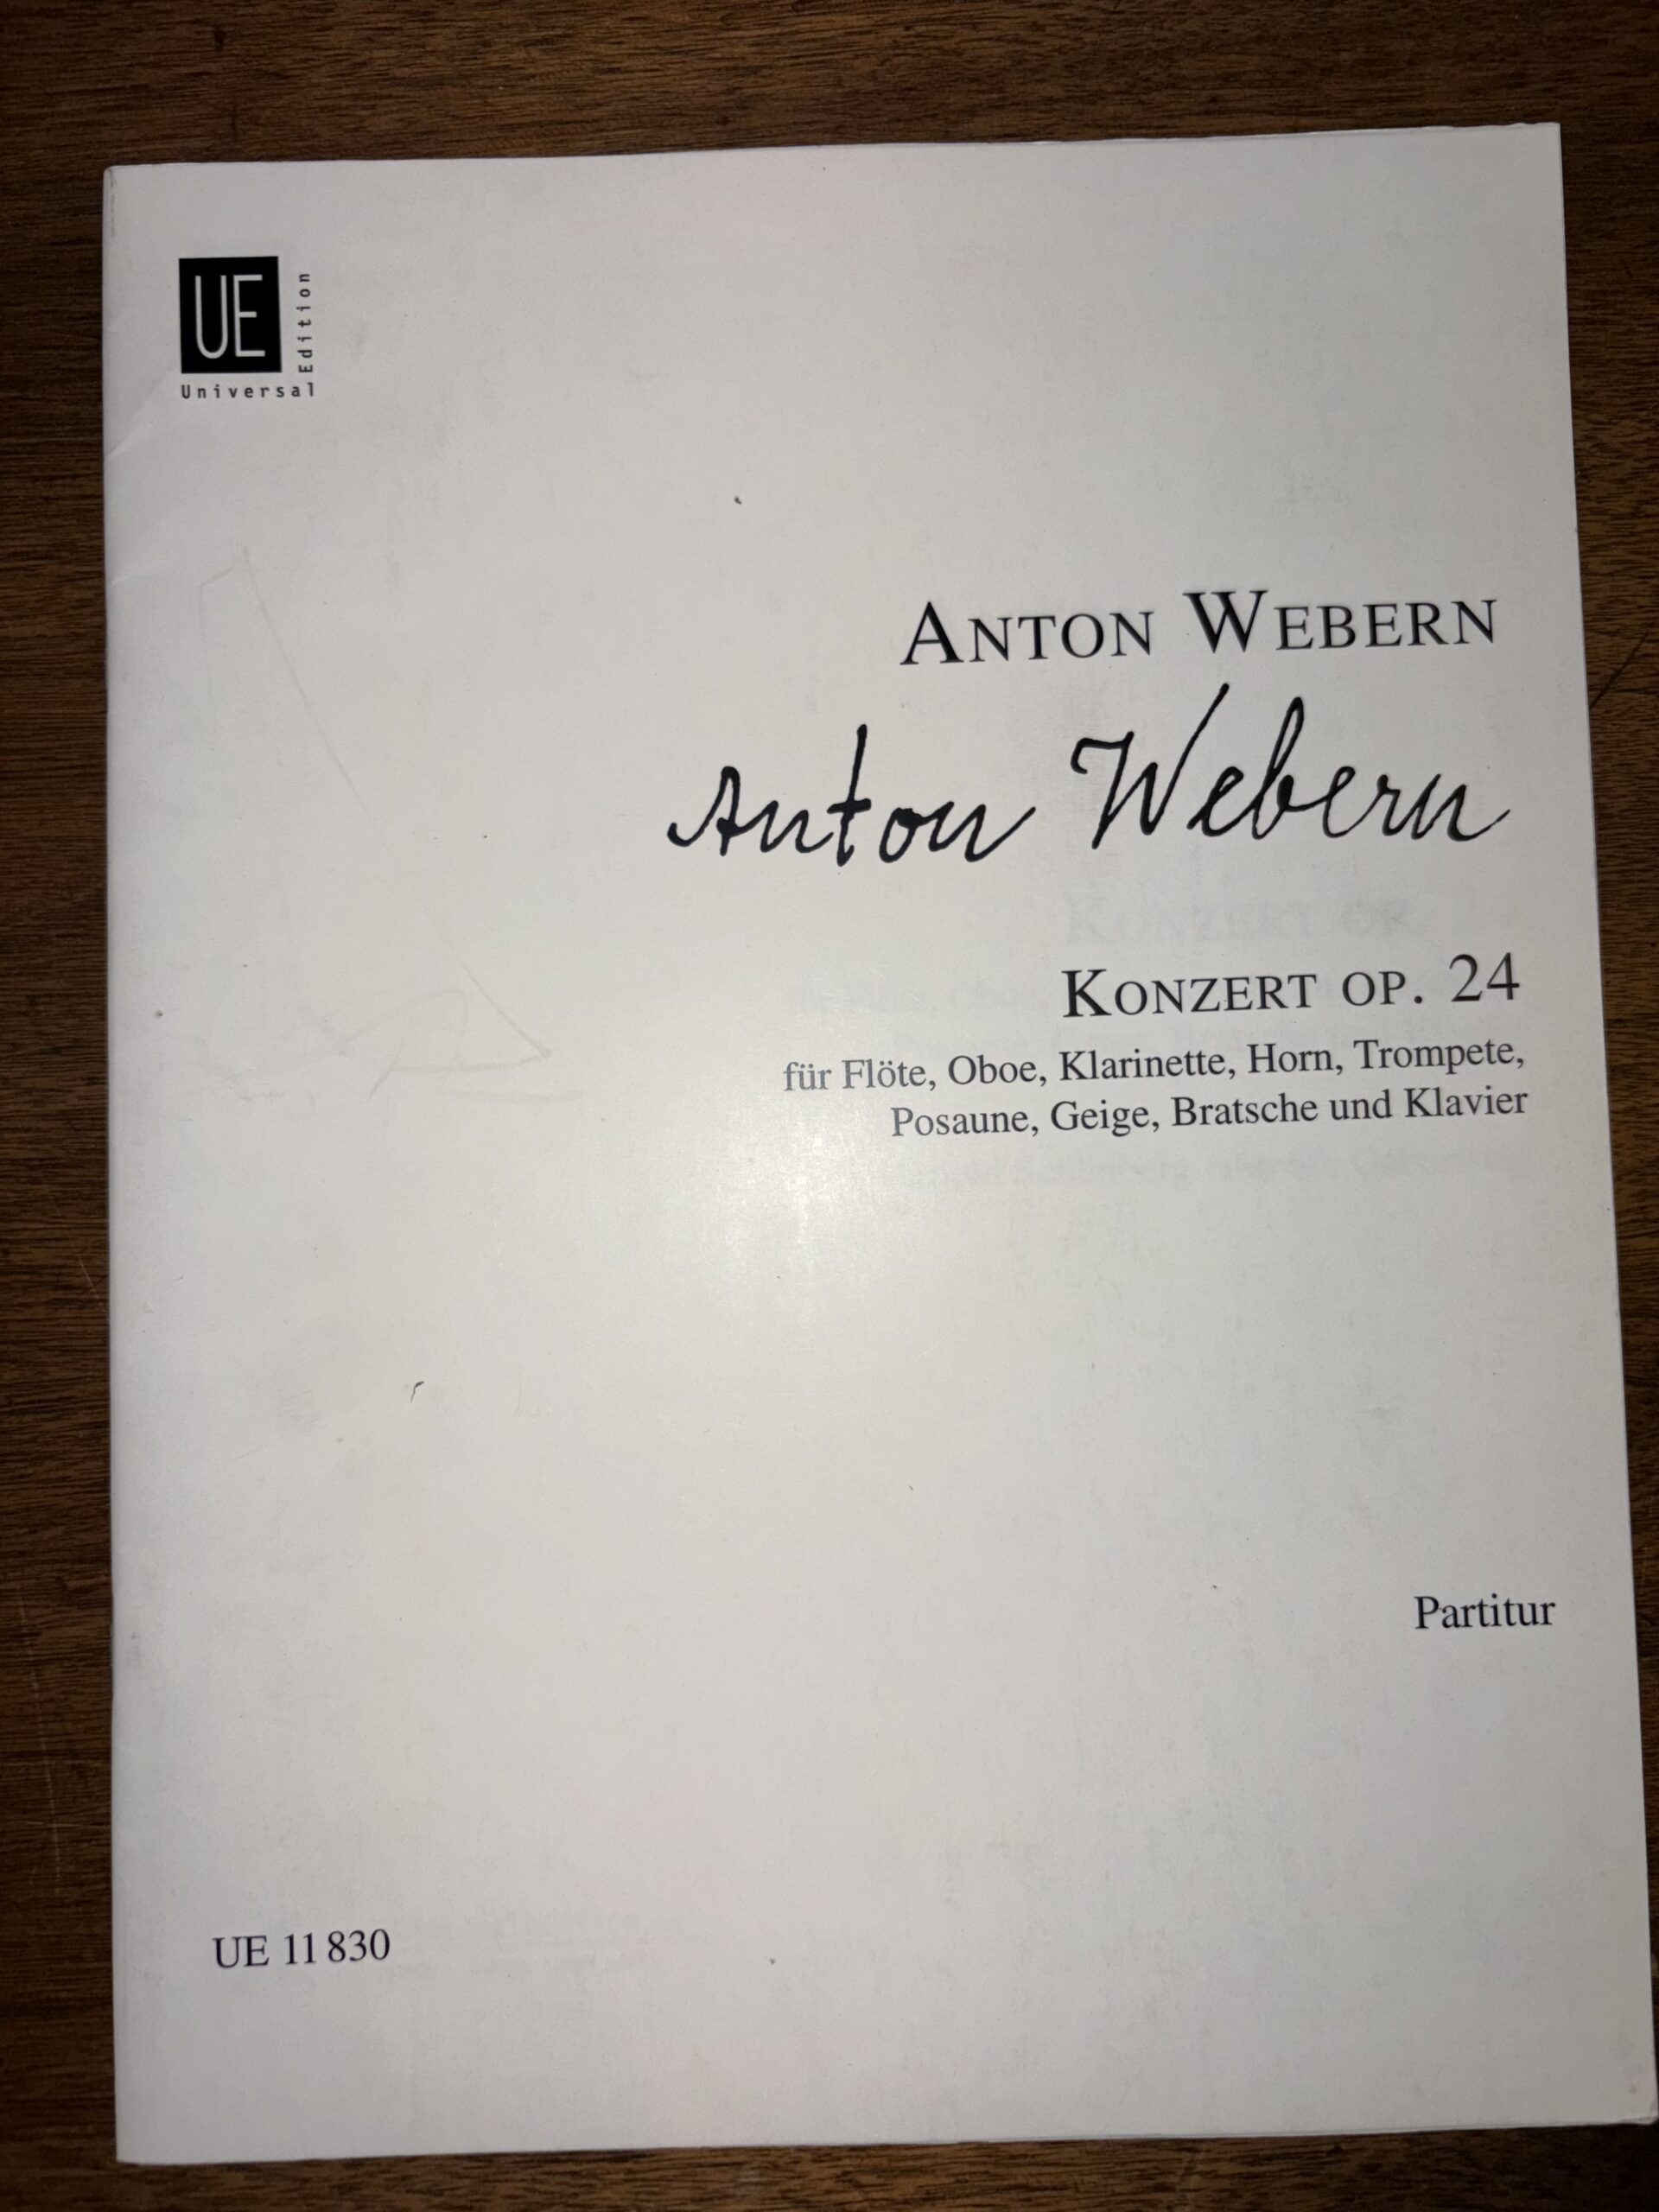 UE
Universal
Edition
ANTON WEBERN
Anton Webern
KONZERT OP. 24
für Flöte, Oboe, Klarinette, Horn, Trompete,
Posaune, Geige, Bratsche und Klavier
Partitur
UE 11 830